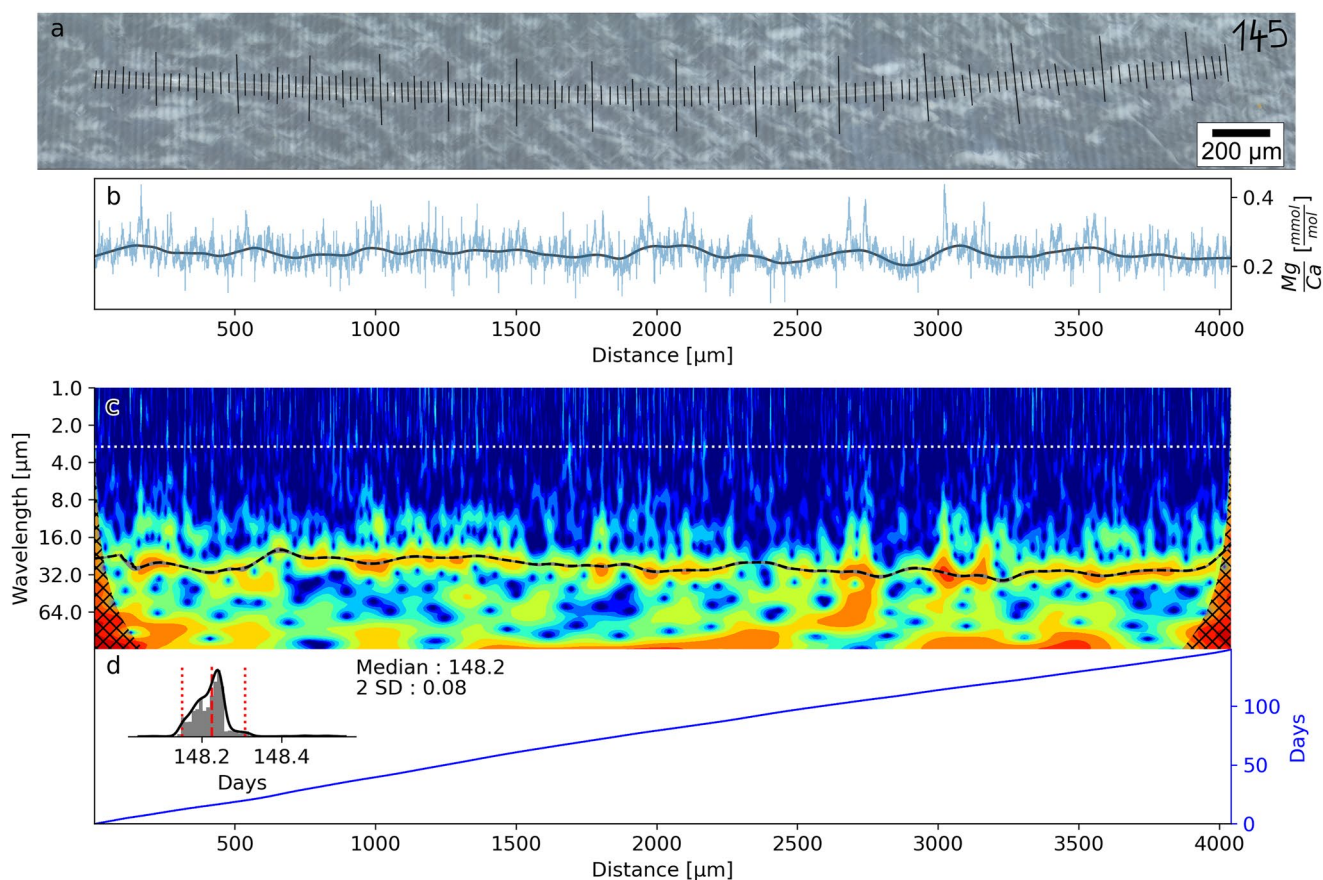 a
145
200 µm
b
0.4
0.2
Mg
Ca
[mmol
mol]
500 1000 1500 2000 2500 3000 3500 4000
Distance [µm]
c
1.0
2.0
4.0
8.0
16.0
32.0
64.0
Wavelength [µm]
d
Median : 148.2
2 SD : 0.08
148.2 148.4
Days
100
50
0
Days
500 1000 1500 2000 2500 3000 3500 4000
Distance [µm]